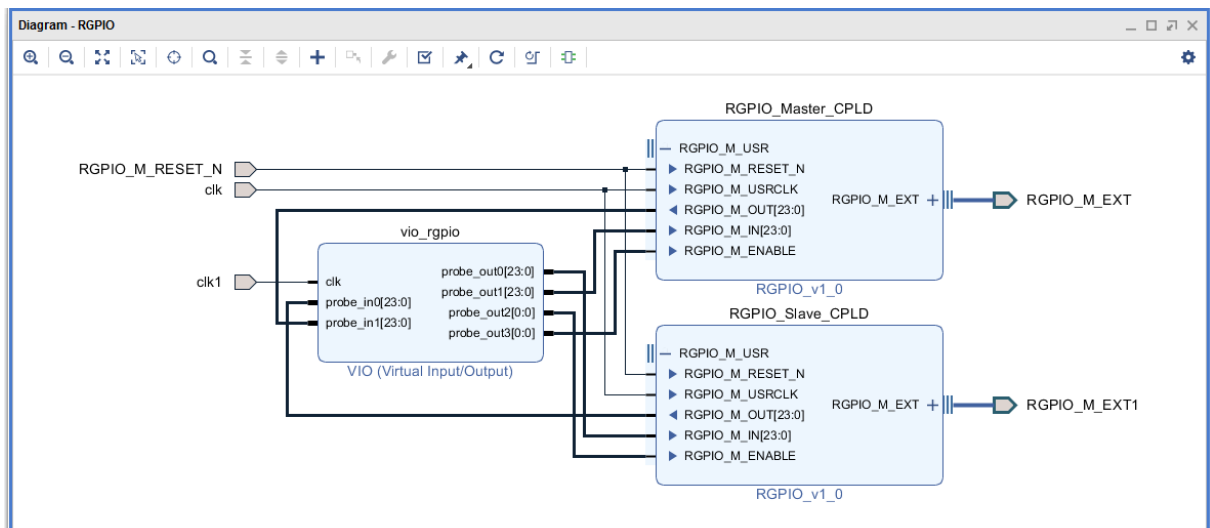 Diagram - RGPIO
RGPIO_M_RESET_N
clk
clk1
vio_rgpio
clk
probe_in0[23:0]
probe_in1[23:0]
probe_out0[23:0]
probe_out1[23:0]
probe_out2[0:0]
probe_out3[0:0]
VIO (Virtual Input/Output)
RGPIO_Master_CPLD
RGPIO_M_USR
RGPIO_M_RESET_N
RGPIO_M_USRCLK
RGPIO_M_OUT[23:0]
RGPIO_M_IN[23:0]
RGPIO_M_ENABLE
RGPIO_M_EXT
RGPIO_v1_0
RGPIO_M_EXT
RGPIO_Slave_CPLD
RGPIO_M_USR
RGPIO_M_RESET_N
RGPIO_M_USRCLK
RGPIO_M_OUT[23:0]
RGPIO_M_IN[23:0]
RGPIO_M_ENABLE
RGPIO_M_EXT
RGPIO_v1_0
RGPIO_M_EXT1